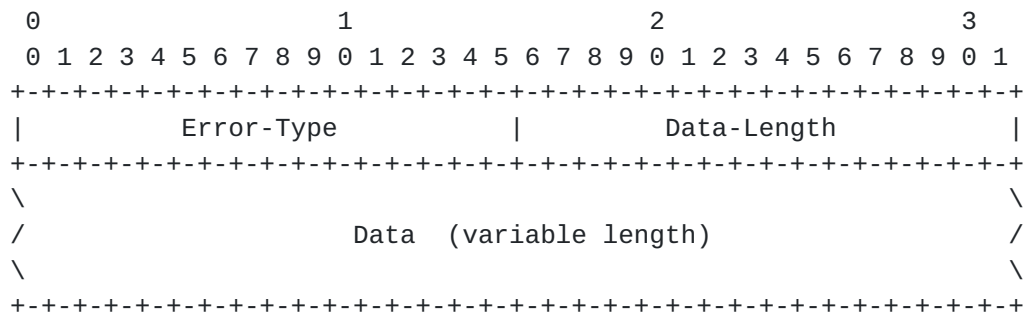 0                   1                   2                   3
 0 1 2 3 4 5 6 7 8 9 0 1 2 3 4 5 6 7 8 9 0 1 2 3 4 5 6 7 8 9 0 1
+-+-+-+-+-+-+-+-+-+-+-+-+-+-+-+-+-+-+-+-+-+-+-+-+-+-+-+-+-+-+-+-+
|          Error-Type           |         Data-Length           |
+-+-+-+-+-+-+-+-+-+-+-+-+-+-+-+-+-+-+-+-+-+-+-+-+-+-+-+-+-+-+-+-+
\                                                               \
/                     Data  (variable length)                   /
\                                                               \
+-+-+-+-+-+-+-+-+-+-+-+-+-+-+-+-+-+-+-+-+-+-+-+-+-+-+-+-+-+-+-+-+